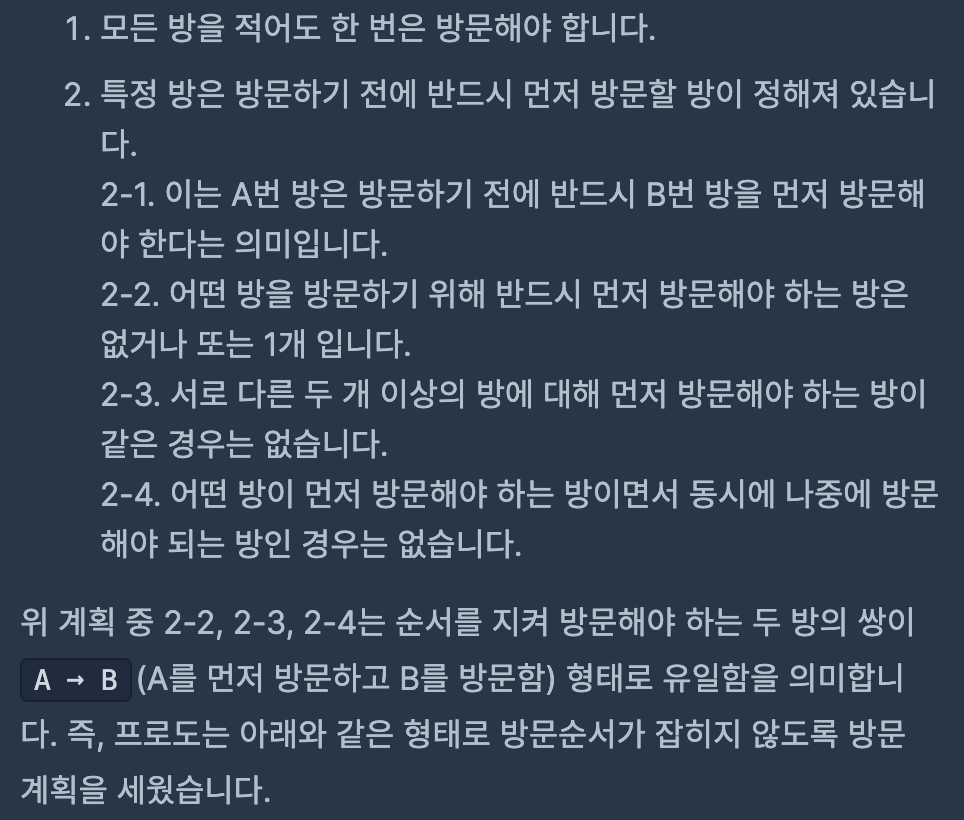 1. 모든 방을 적어도 한 번은 방문해야 합니다.
2. 특정 방은 방문하기 전에 반드시 먼저 방문할 방이 정해져 있습니
다.
2-1. 이는 A번 방은 방문하기 전에 반드시 B번 방을 먼저 방문해
야 한다는 의미입니다.
2-2. 어떤 방을 방문하기 위해 반드시 먼저 방문해야 하는 방은
없거나 또는 1개 입니다.
2-3. 서로 다른 두 개 이상의 방에 대해 먼저 방문해야 하는 방이
같은 경우는 없습니다.
2-4. 어떤 방이 먼저 방문해야 하는 방이면서 동시에 나중에 방문
해야 되는 방인 경우는 없습니다.
위 계획 중 2-2, 2-3, 2-4는 순서를 지켜 방문해야 하는 두 방의 쌍이
A → B (A를 먼저 방문하고 B를 방문함) 형태로 유일함을 의미합니
다. 즉, 프로도는 아래와 같은 형태로 방문순서가 잡히지 않도록 방문
계획을 세웠습니다.